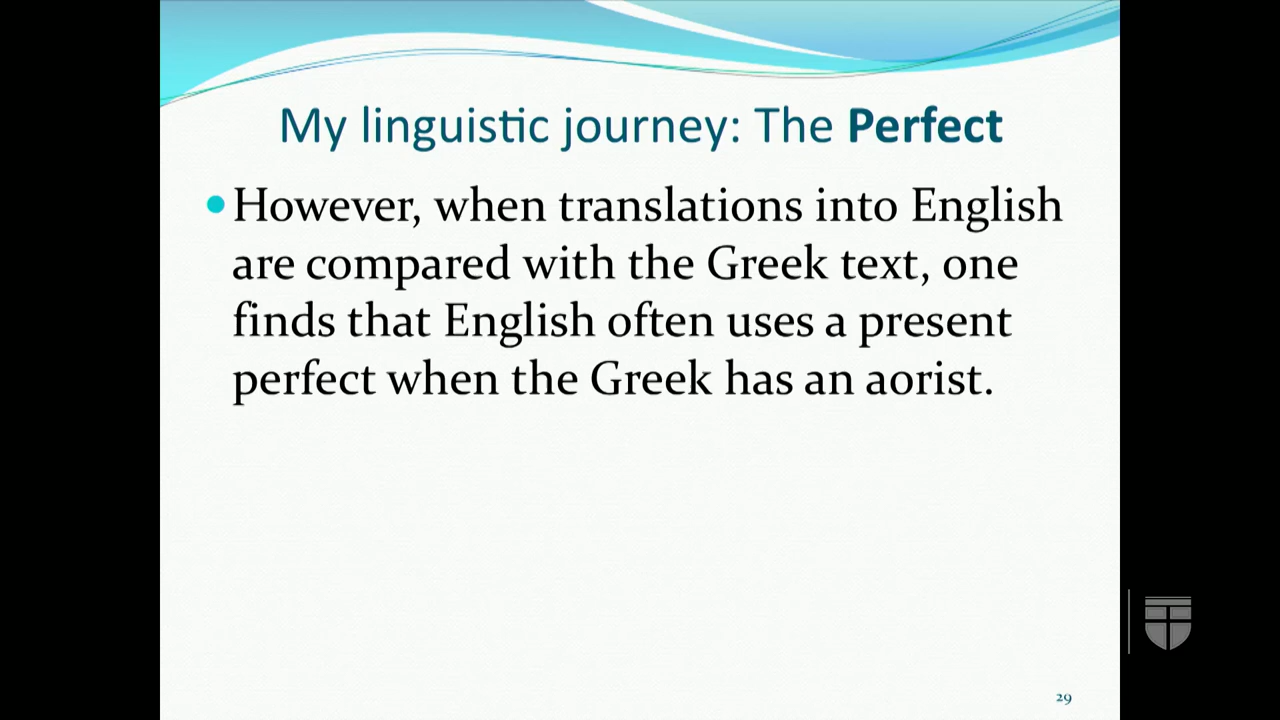 My linguistic journey: The Perfect
However, when translations into English
are compared with the Greek text, one
finds that English often uses a present
perfect when the Greek has an aorist.
29